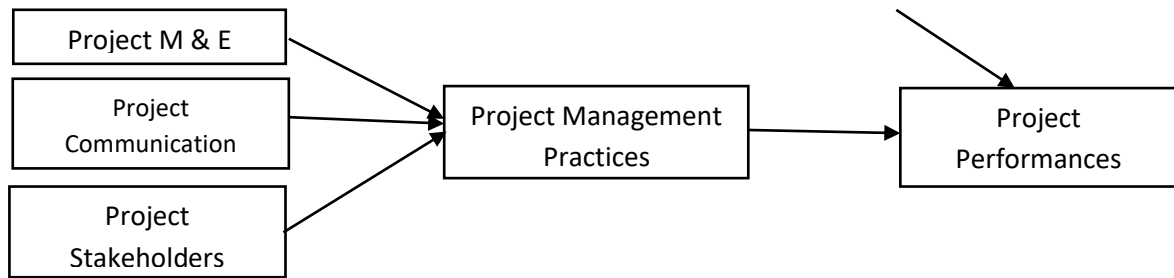 Project M & E
Project
Communication
Project
Stakeholders
Project Management
Practices
Project
Performances